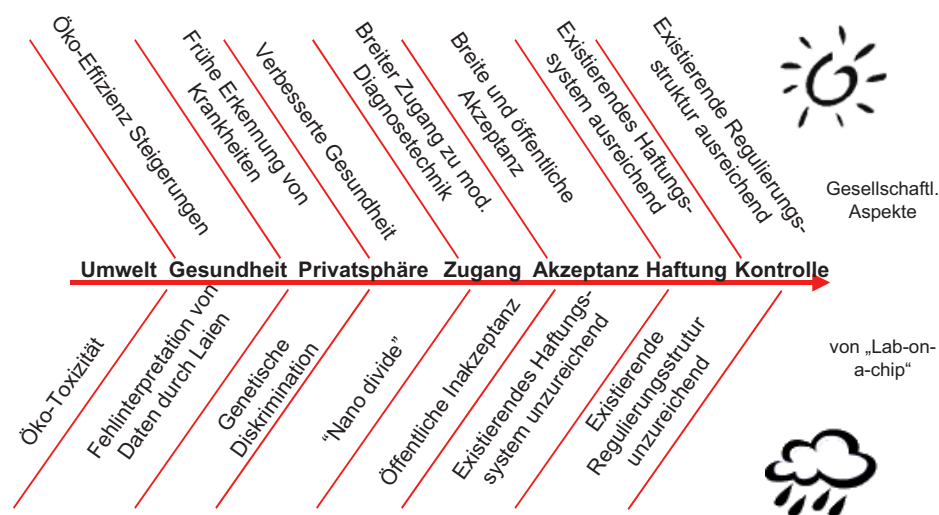 Öko-Effizienz Steigerungen
Frühe Erkennung von
Krankheiten
Verbesserte Gesundheit
Breiter Zugang zu mod.
Diagnosetechnik
Breite und öffentliche
Akzeptanz
Existierendes Haftungs-
system ausreichend
Existierende Regulierungs-
struktur ausreichend
Gesellschaftl.
Aspekte
Umwelt Gesundheit Privatsphäre Zugang Akzeptanz Haftung Kontrolle
Öko-Toxizität
Fehlinterpretation von
Daten durch Laien
Genetische
Diskrimination
“Nano divide”
Öffentliche Inakzeptanz
Existierendes Haftungs-
system unzureichend
Existierende
Regulierungsstruktur
unzureichend
von „Lab-on-
a-chip“